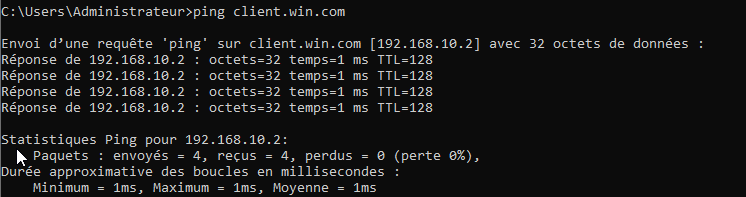 C:\Users\Administrateur>ping client.win.com
Envoi d’une requête 'ping' sur client.win.com [192.168.10.2] avec 32 octets de données :
Réponse de 192.168.10.2 : octets=32 temps=1 ms TTL=128
Réponse de 192.168.10.2 : octets=32 temps=1 ms TTL=128
Réponse de 192.168.10.2 : octets=32 temps=1 ms TTL=128
Réponse de 192.168.10.2 : octets=32 temps=1 ms TTL=128
Statistiques Ping pour 192.168.10.2:
Paquets : envoyés = 4, reçus = 4, perdus = 0 (perte 0%),
Durée approximative des boucles en millisecondes :
Minimum = 1ms, Maximum = 1ms, Moyenne = 1ms